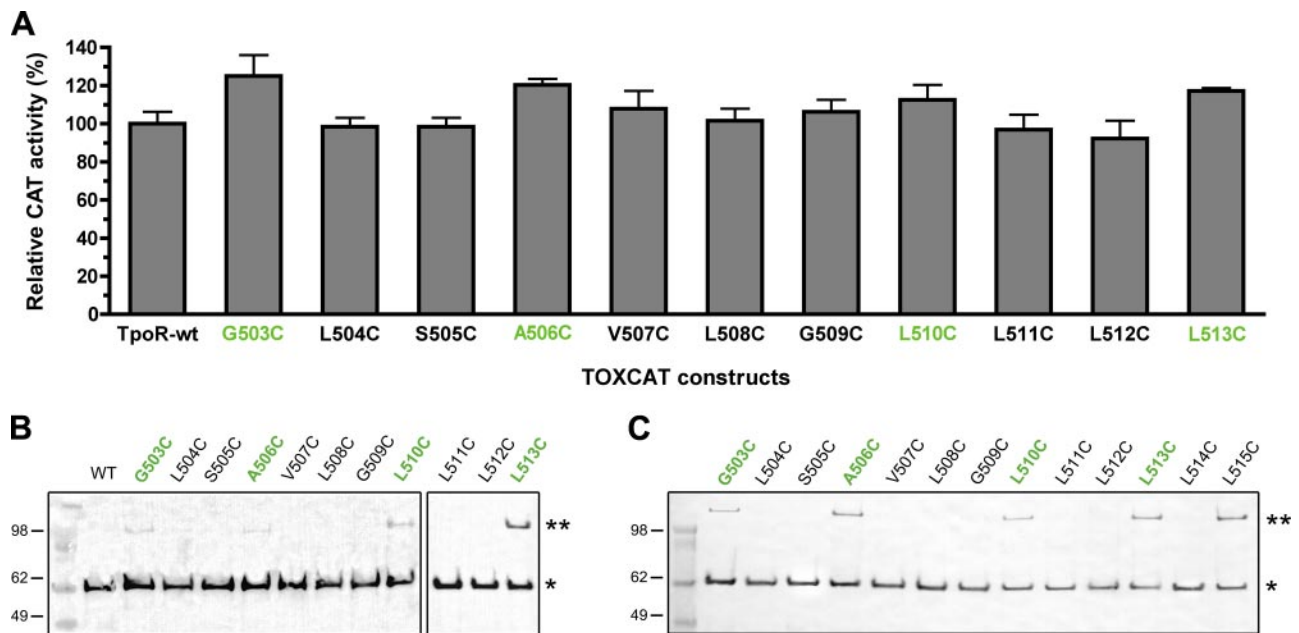 A
Relative CAT activity (%)
140
120
100
80
60
40
20
0
TpoR-wt G503C L504C S505C A506C V507C L508C G509C L510C L511C L512C L513C
TOXCAT constructs
B
WT G503C L504C S505C A506C V507C L508C G509C L510C L511C L512C L513C
98
62
49
**
*
C
G503C L504C S505C A506C V507C L508C G509C L510C L511C L512C L513C L514C L515C
98
62
49
**
*